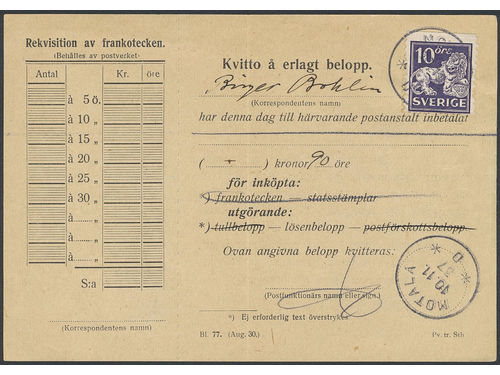 Rekvisition av frankotecken.
(Behålles av postverket)
Antal Kr. öre
à 5 ö.
à 10 „
à 15 „
à 20 „
à 25 „
à 30 „
à ..... „
à ..... „
à ..... „
S:a
(Korrespondentens namn)
Kvitto å erlagt belopp.
Birger Bohlin
(Korrespondentens namn)
har denna dag till härvarande postanstalt inbetalat
( + ) kronor 90 öre
för inköpta:
*) frankotecken — statsstämplar
utgörande:
*) tullbelopp — lösenbelopp — postförskottsbelopp
Ovan angivna belopp kvitteras:
(Postfunktionärs namn eller sign.)
*) Ej erforderlig text överstrykes.
Bl. 77. (Aug. 30.) Pv. tr. Sth
10 öre
SVERIGE
MOTALA
10.11
37
* D *